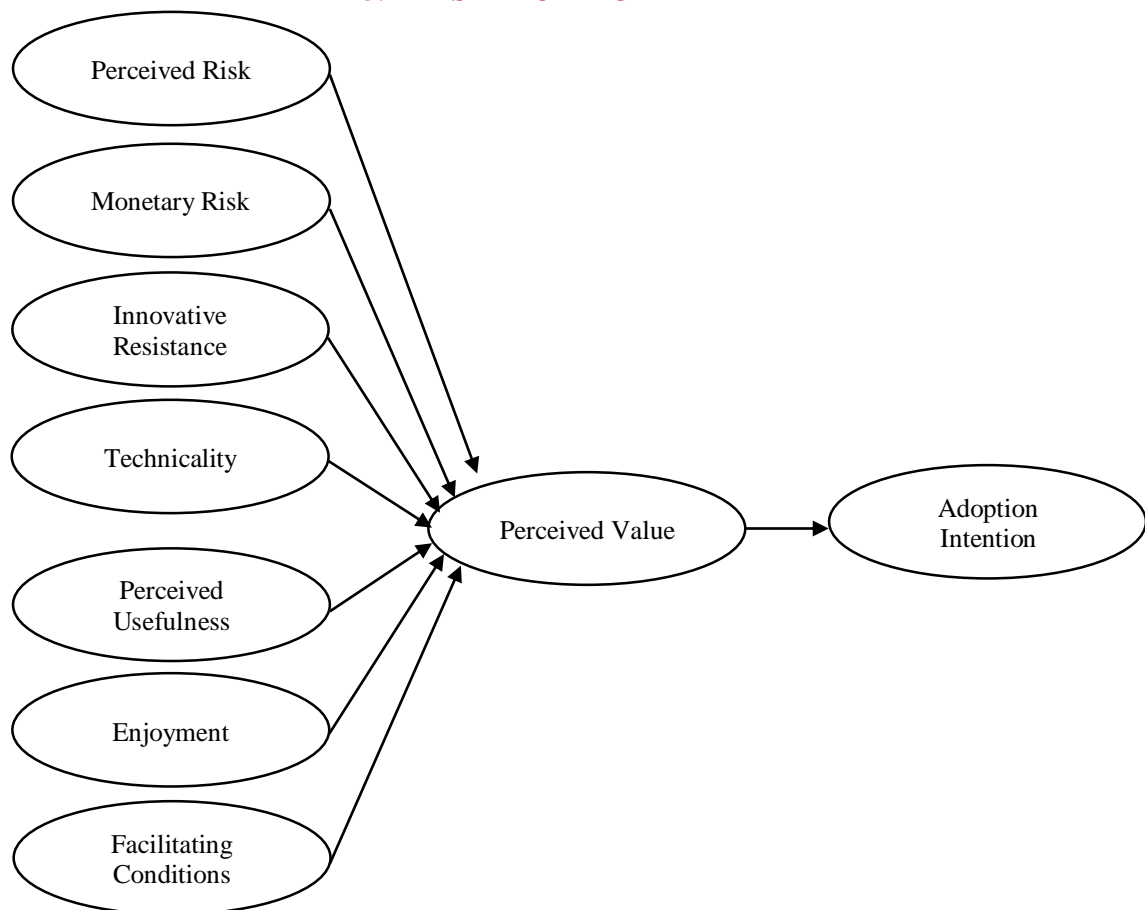 Perceived Risk
Monetary Risk
Innovative
Resistance
Technicality
Perceived
Usefulness
Enjoyment
Facilitating
Conditions
Perceived Value
Adoption
Intention